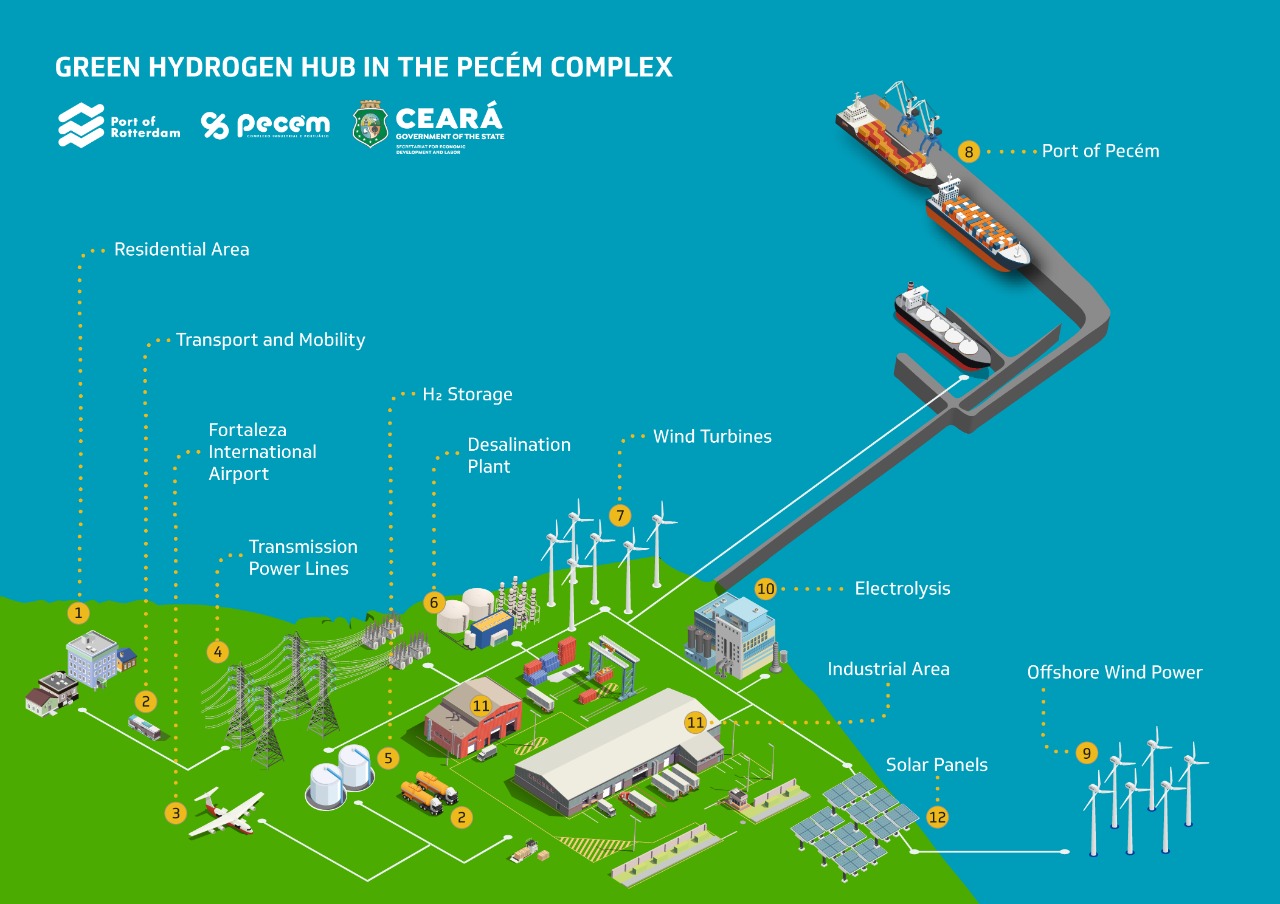 GREEN HYDROGEN HUB IN THE PECÉM COMPLEX
Port of
Rotterdam
pecém
COMPLEXO INDUSTRIAL E PORTUÁRIO
CEARÁ
GOVERNMENT OF THE STATE
SECRETARIAT FOR ECONOMIC
DEVELOPMENT AND LABOR
8
Port of Pecém
Residential Area
Transport and Mobility
H₂ Storage
Fortaleza
International
Airport
Desalination
Plant
Wind Turbines
7
Transmission
Power Lines
10
Electrolysis
6
1
4
Industrial Area
Offshore Wind Power
2
11
11
5
9
Solar Panels
3
2
12